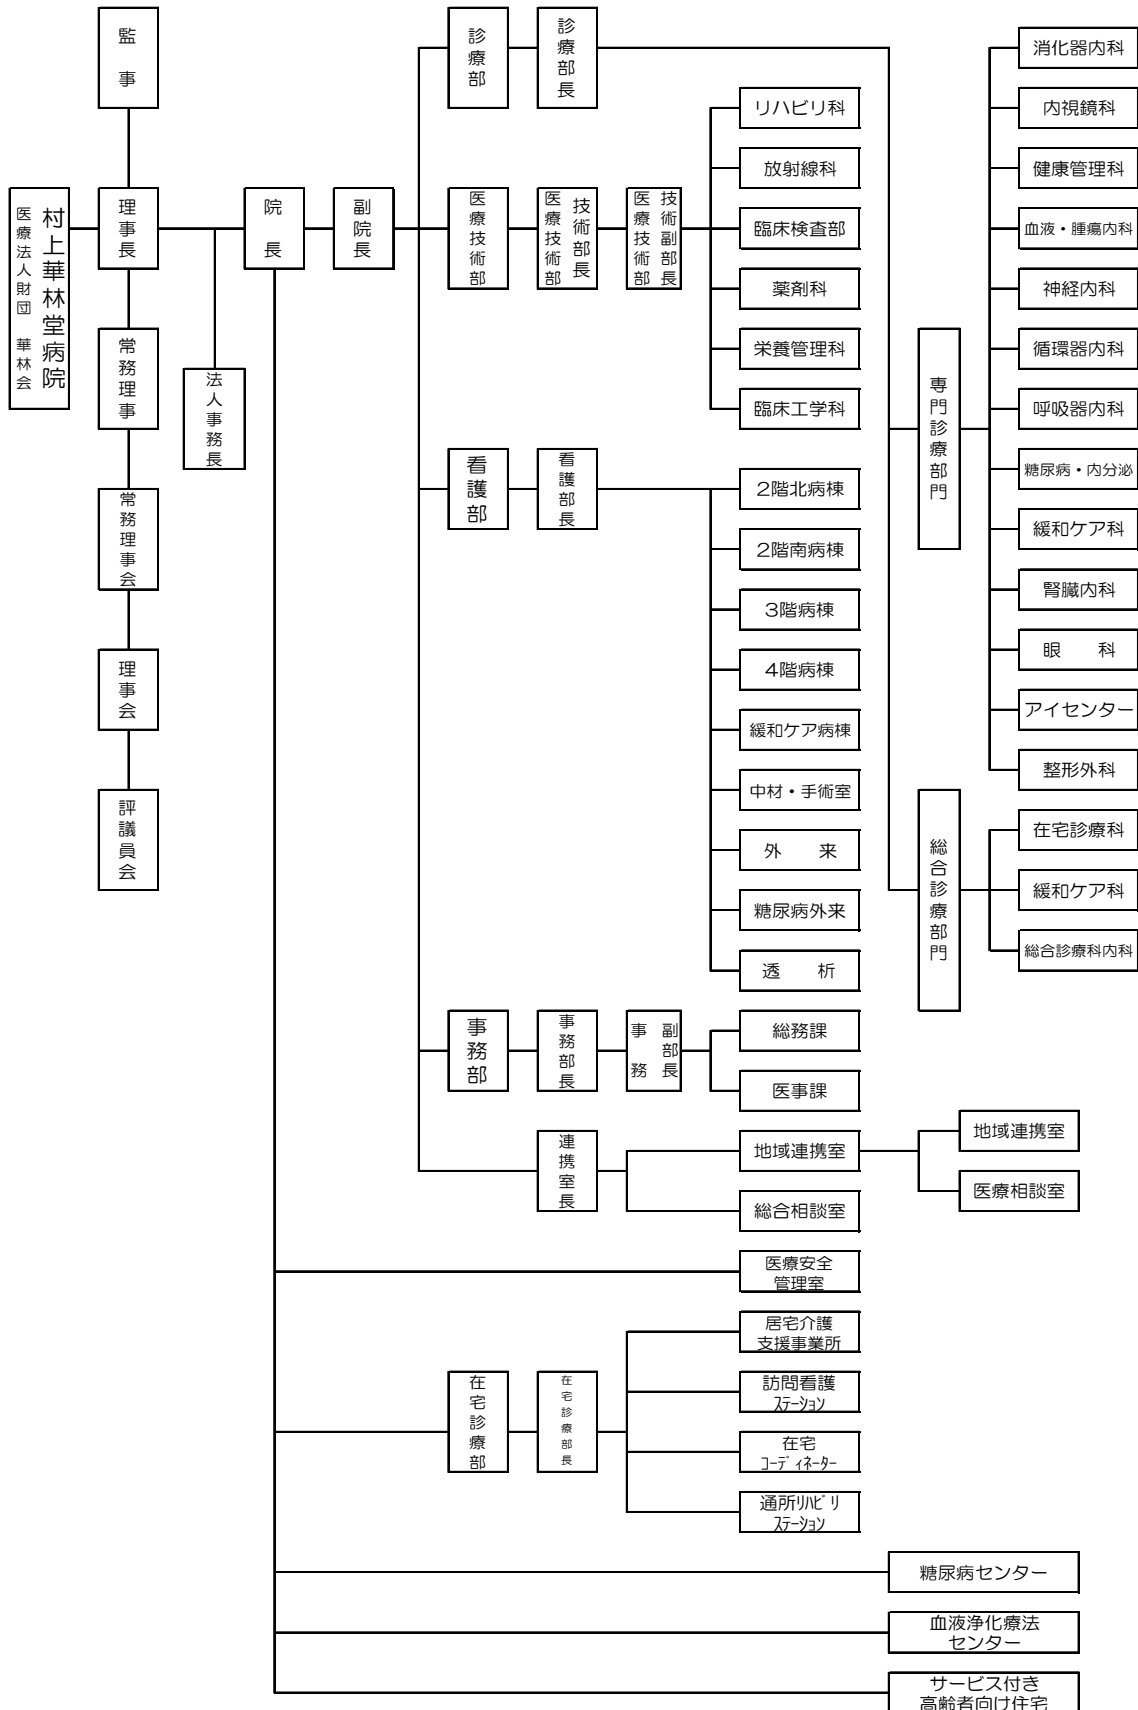 監事
医療法人財団 華林会
村上華林堂病院
理事長
常務理事
常務理事会
理事会
評議員会
法人事務長
院長
副院長
診療部
診療部長
医療技術部
医療技術部
技術部長
医療技術部
技術副部長
リハビリ科
放射線科
臨床検査部
薬剤科
栄養管理科
臨床工学科
看護部
看護部長
2階北病棟
2階南病棟
3階病棟
4階病棟
緩和ケア病棟
中材・手術室
外 来
糖尿病外来
透 析
事務部
事務部長
事務
副部長
総務課
医事課
連携室長
地域連携室
総合相談室
地域連携室
医療相談室
専門診療部門
消化器内科
内視鏡科
健康管理科
血液・腫瘍内科
神経内科
循環器内科
呼吸器内科
糖尿病・内分泌
緩和ケア科
腎臓内科
眼 科
アイセンター
整形外科
総合診療部門
在宅診療科
緩和ケア科
総合診療科内科
医療安全
管理室
在宅診療部
在宅診療部長
居宅介護
支援事業所
訪問看護
ｽﾃｰｼｮﾝ
在宅
ｺｰﾃﾞｨﾈｰﾀｰ
通所ﾘﾊﾋﾞﾘ
ｽﾃｰｼｮﾝ
糖尿病センター
血液浄化療法
センター
サービス付き
高齢者向け住宅